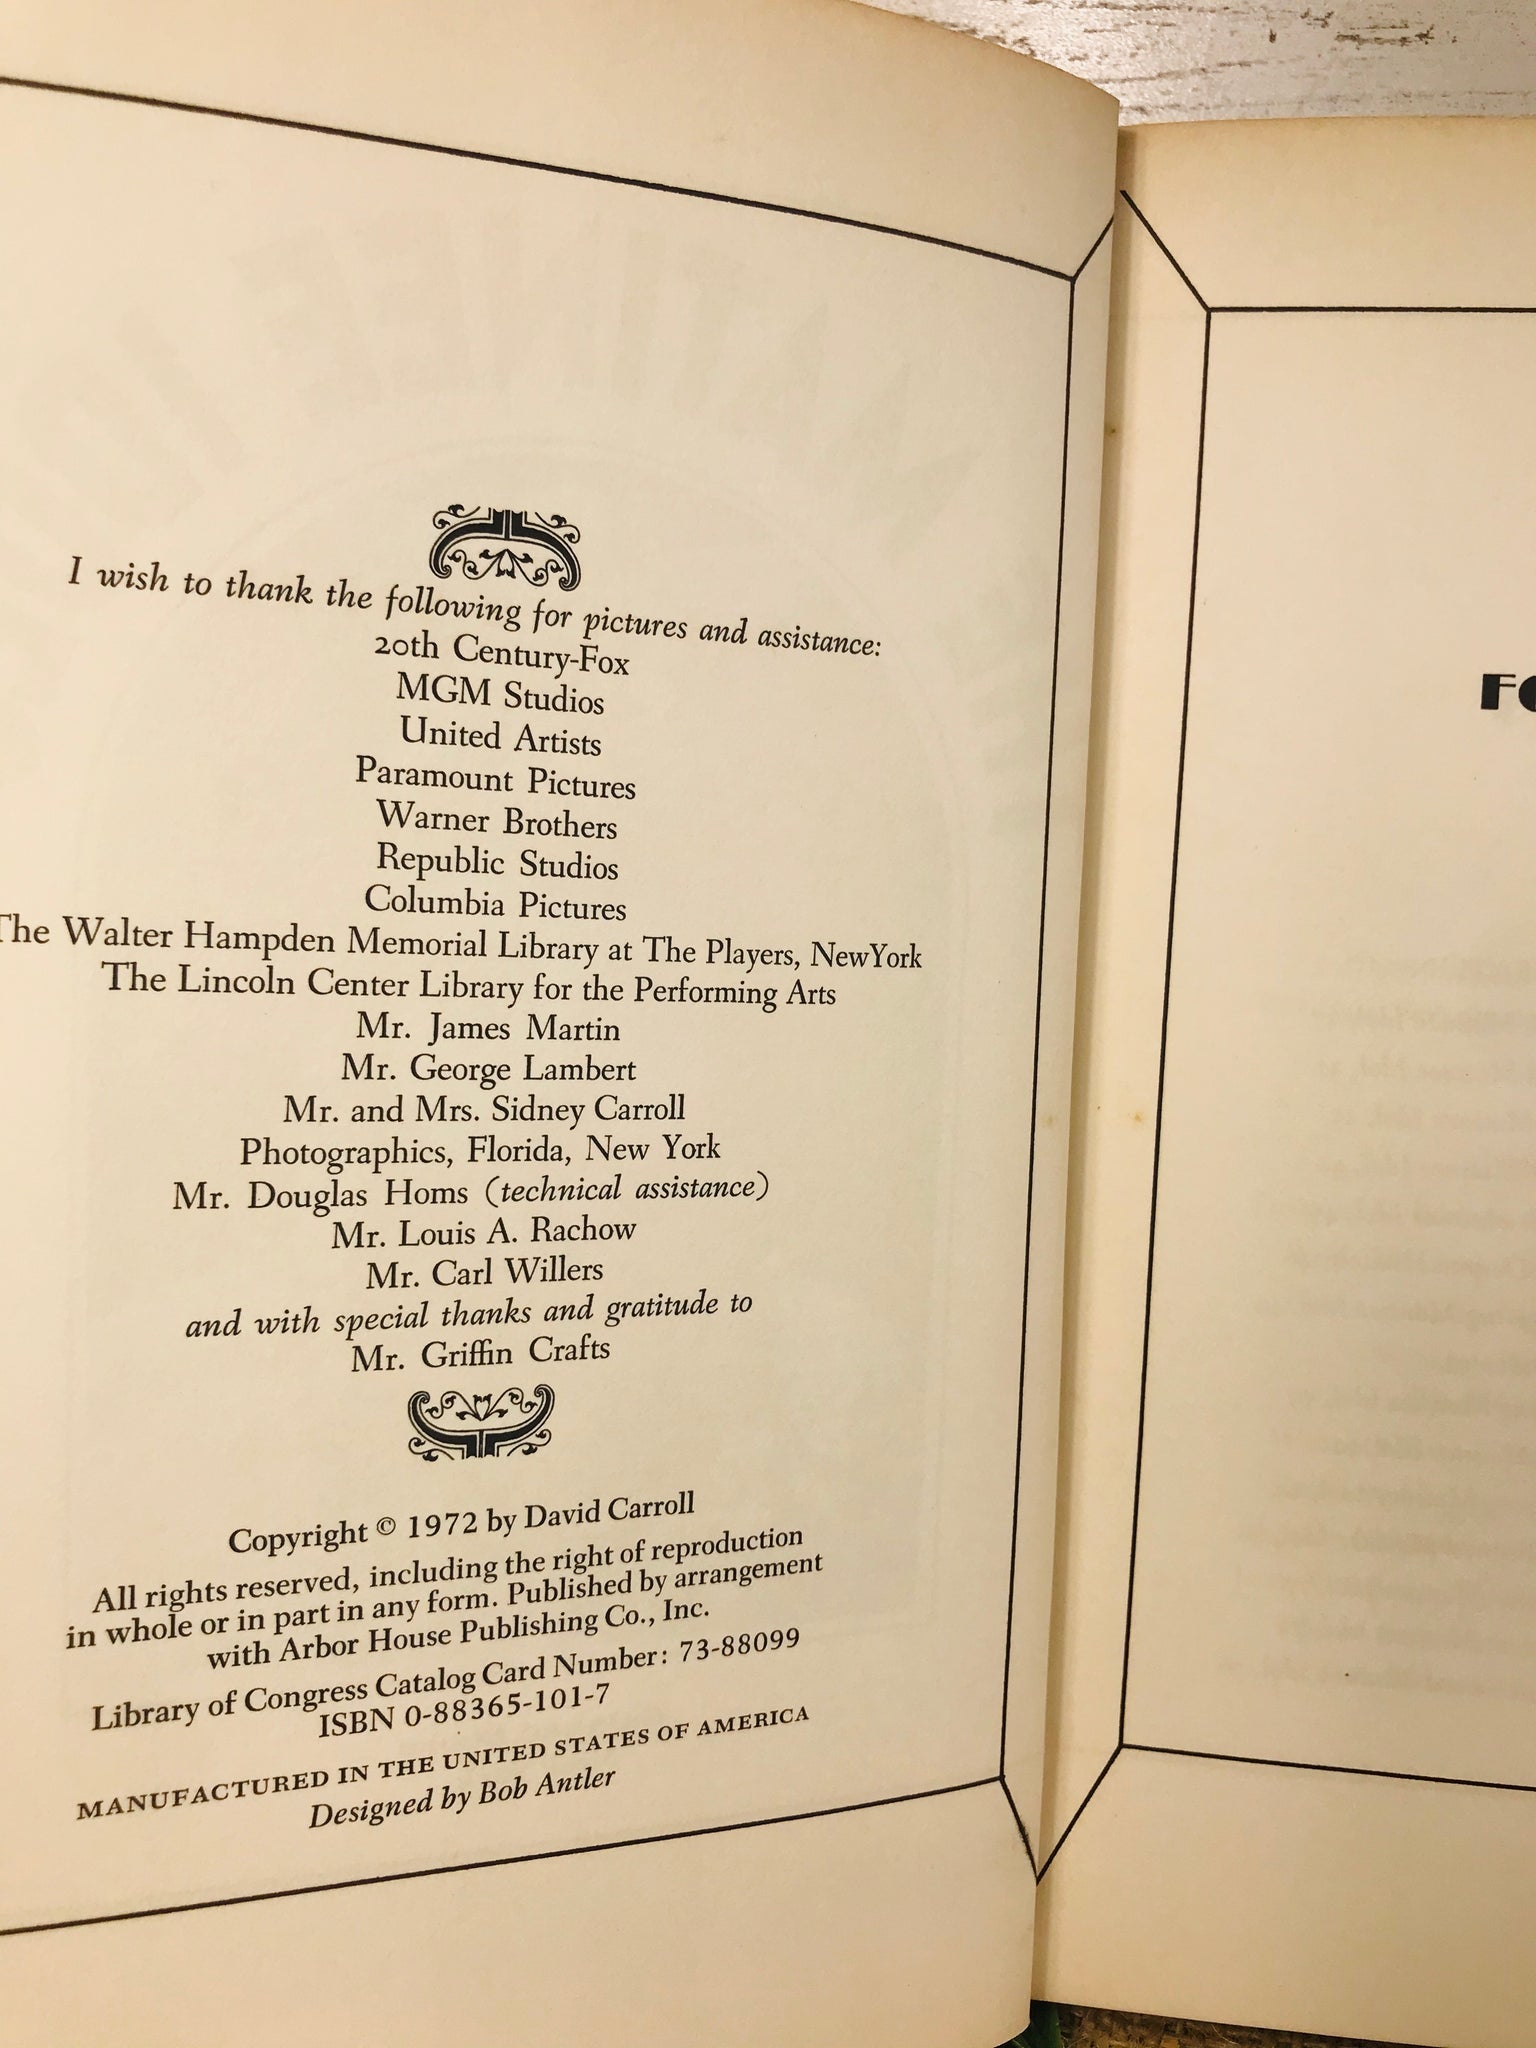 I wish to thank the following for pictures and assistance:
20th Century-Fox
MGM Studios
United Artists
Paramount Pictures
Warner Brothers
Republic Studios
Columbia Pictures
The Walter Hampden Memorial Library at The Players, NewYork
The Lincoln Center Library for the Performing Arts
Mr. James Martin
Mr. George Lambert
Mr. and Mrs. Sidney Carroll
Photographics, Florida, New York
Mr. Douglas Homs (technical assistance)
Mr. Louis A. Rachow
Mr. Carl Willers
and with special thanks and gratitude to
Mr. Griffin Crafts
Copyright © 1972 by David Carroll
All rights reserved, including the right of reproduction
in whole or in part in any form. Published by arrangement
with Arbor House Publishing Co., Inc.
Library of Congress Catalog Card Number: 73-88099
ISBN 0-88365-101-7
MANUFACTURED IN THE UNITED STATES OF AMERICA
Designed by Bob Antler